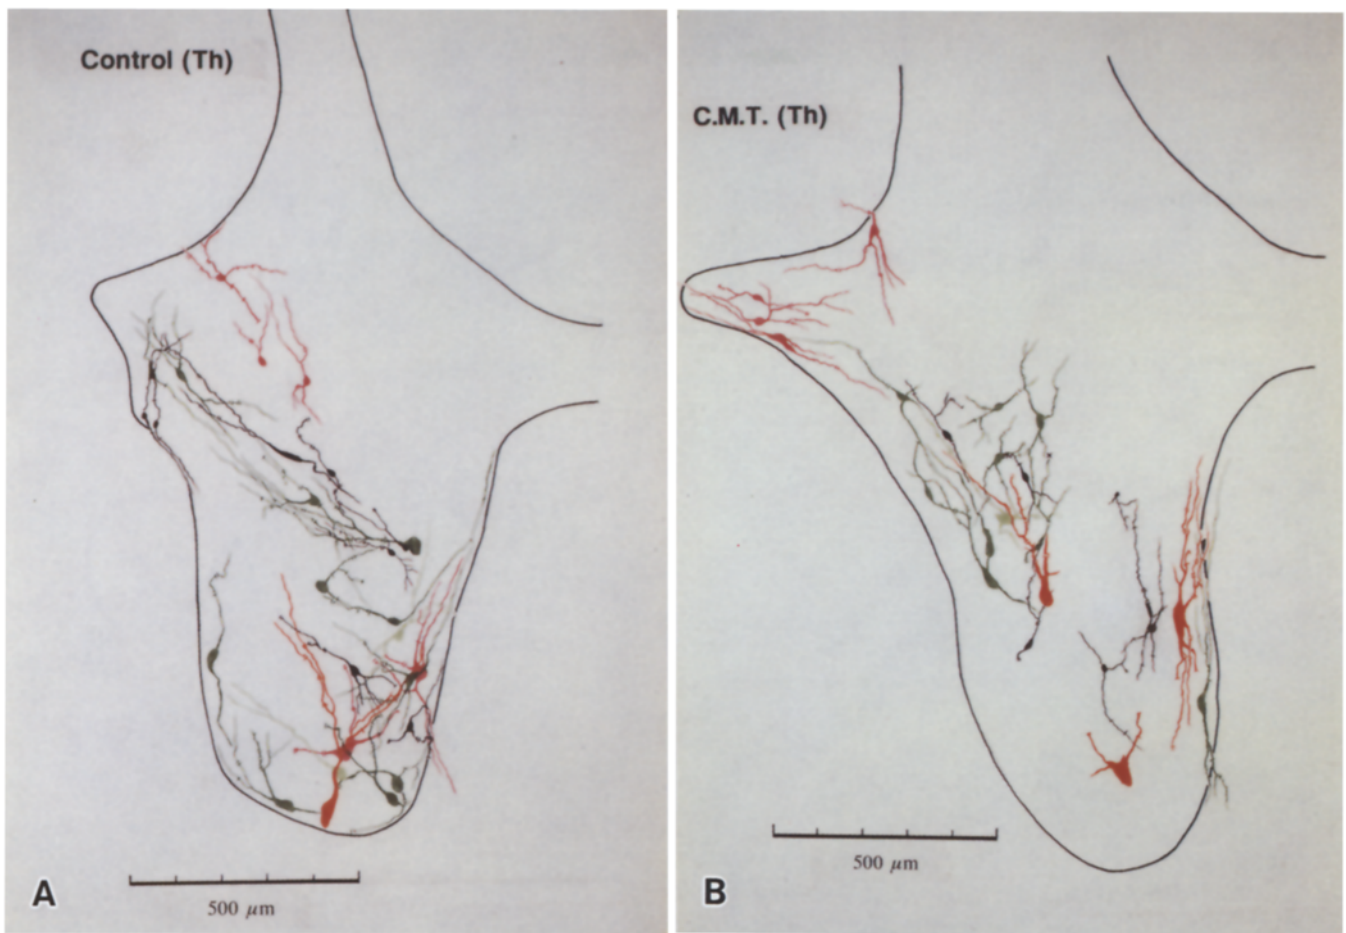 Control (Th)
C.M.T. (Th)
500 μm
A
500 μm
B